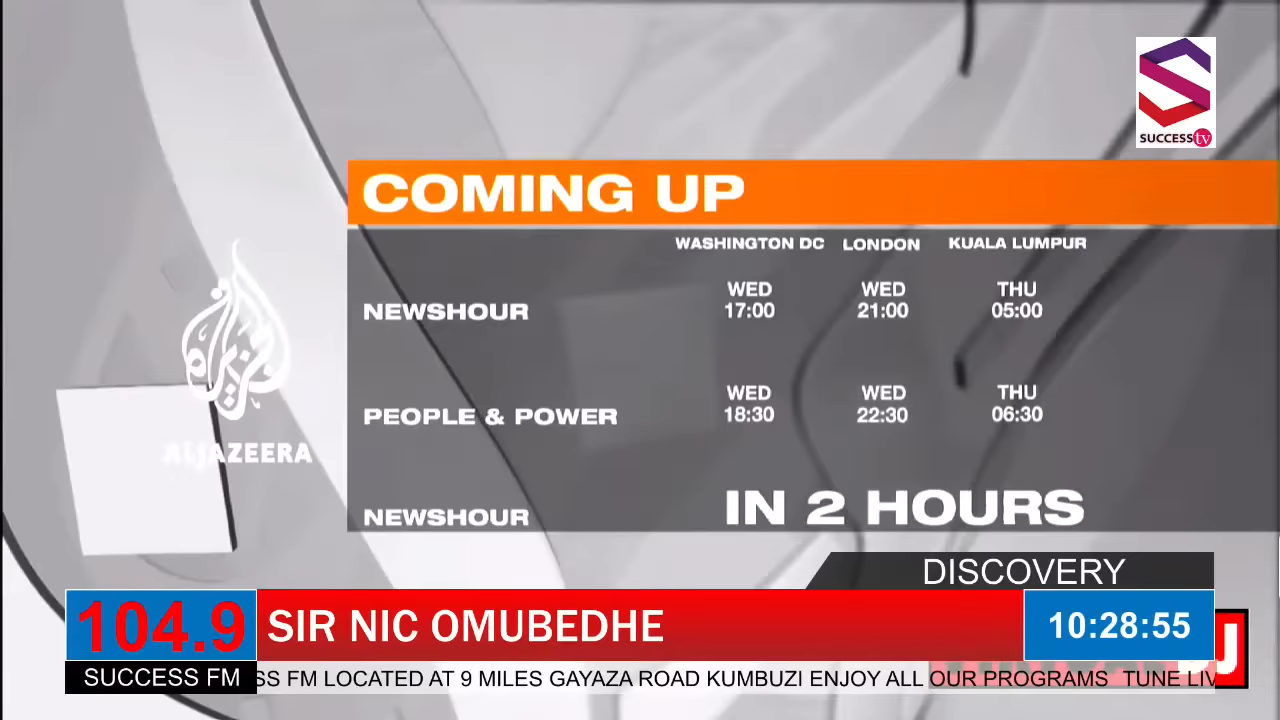 SUCCESS tv
COMING UP
WASHINGTON DC LONDON KUALA LUMPUR
WED WED THU
NEWSHOUR 17:00 21:00 05:00
WED WED THU
PEOPLE & POWER 18:30 22:30 06:30
ALJAZEERA
NEWSHOUR IN 2 HOURS
DISCOVERY
104.9 SIR NIC OMUBEDHE 10:28:55
SUCCESS FM SS FM LOCATED AT 9 MILES GAYAZA ROAD KUMBUZI ENJOY ALL OUR PROGRAMS TUNE LIV